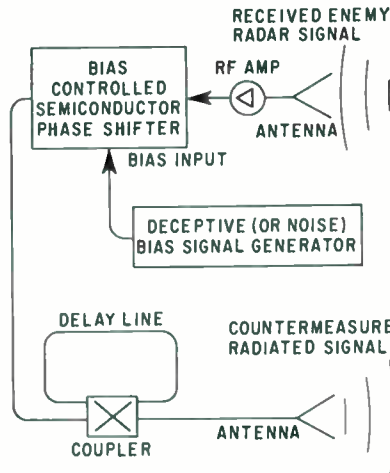 RECEIVED ENEMY
RADAR SIGNAL
BIAS
CONTROLLED
SEMICONDUCTOR
PHASE SHIFTER
RF AMP
ANTENNA
BIAS INPUT
DECEPTIVE (OR NOISE)
BIAS SIGNAL GENERATOR
DELAY LINE
COUNTERMEASURE
RADIATED SIGNAL
COUPLER
ANTENNA